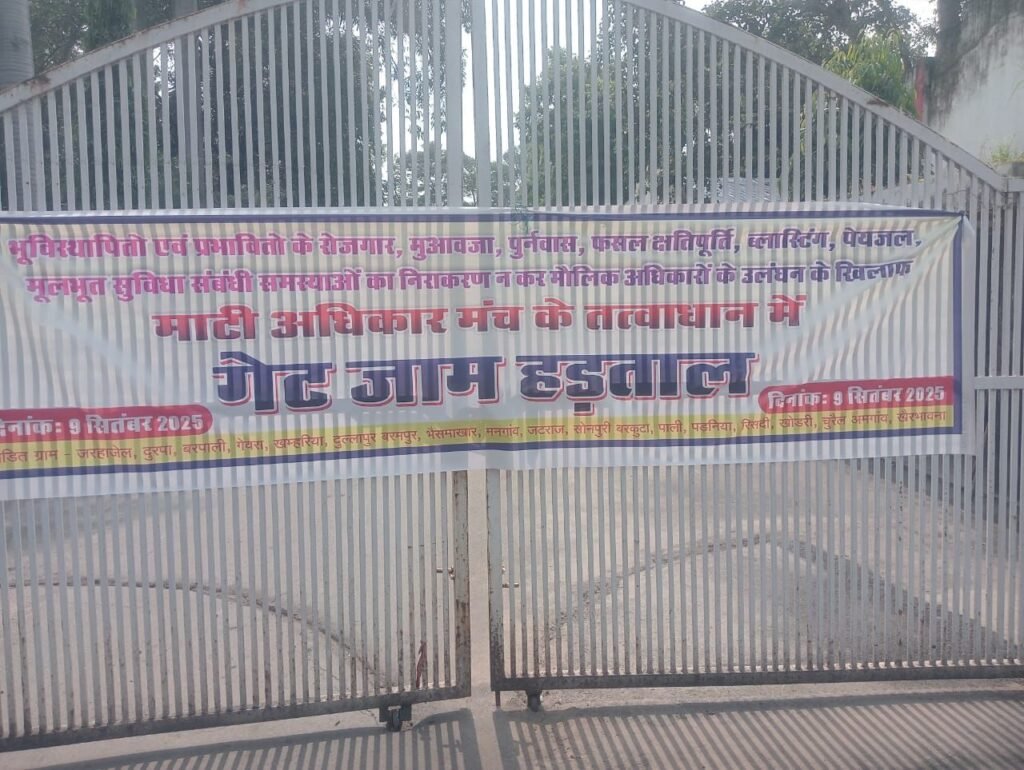 भूविस्थापितो एवं प्रभावितो के रोजगार, मुआवजा, पुर्नवास, फसल क्षतिपूर्ति, ब्लास्टिंग, पेयजल,
मूलभूत सुविधा संबंधी समस्याओं का निराकरण न कर मौलिक अधिकारों के उलंघन के खिलाफ
माटी अधिकार मंच के तत्वाधान में
गेट जाम हड़ताल
दिनांक: 9 सितंबर 2025
दिनांक: 9 सितंबर 2025
ग्राम - जरहाजेल, दुरपा, बरपाली, गेवरा, खम्हरिया, दुल्लापुर बरमपुर, भैसमाखार, मनगांव, जटराज, सोनपुरी बरकुटा, पाली, पड़निया, रिसदी, खोडरी, चुरैल अमगांव, खैरभावना